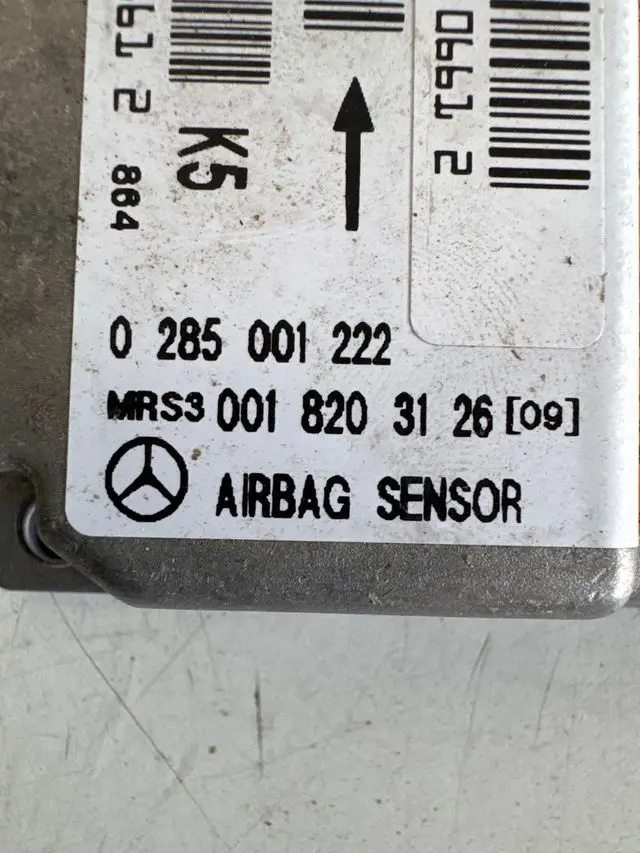 K5
864
0 285 001 222
MRS3 001 820 31 26 [09]
AIRBAG SENSOR